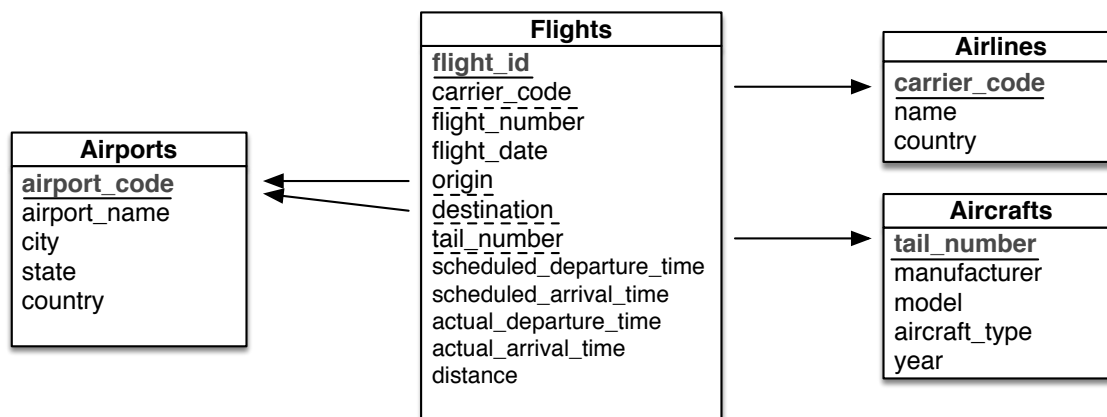 Airports
airport_code
airport_name
city
state
country
Flights
flight_id
carrier_code
flight_number
flight_date
origin
destination
tail_number
scheduled_departure_time
scheduled_arrival_time
actual_departure_time
actual_arrival_time
distance
Airlines
carrier_code
name
country
Aircrafts
tail_number
manufacturer
model
aircraft_type
year